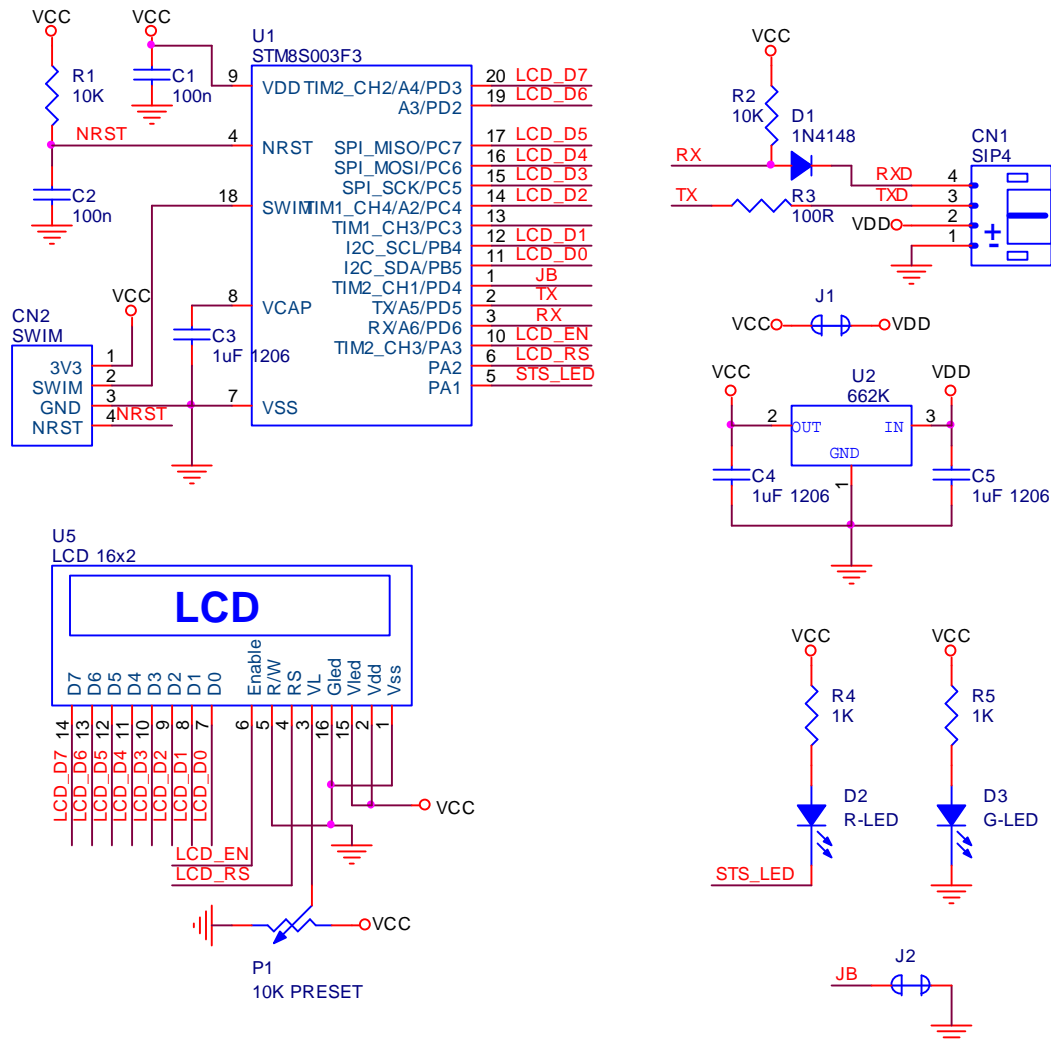 VCC
VCC
R1
10K
C1
100n
NRST
C2
100n
U1
STM8S003F3
9 VDD
4 NRST
18 SWIM
8 VCAP
7 VSS
TIM2_CH2/A4/PD3 20 LCD_D7
A3/PD2 19 LCD_D6
SPI_MISO/PC7 17 LCD_D5
SPI_MOSI/PC6 16 LCD_D4
SPI_SCK/PC5 15 LCD_D3
TIM1_CH4/A2/PC4 14 LCD_D2
TIM1_CH3/PC3 13
I2C_SCL/PB4 12 LCD_D1
I2C_SDA/PB5 11 LCD_D0
TIM2_CH1/PD4 1 JB
TX/A5/PD5 2 TX
RX/A6/PD6 3 RX
TIM2_CH3/PA3 10 LCD_EN
PA2 6 LCD_RS
PA1 5 STS_LED
VCC
CN2
SWIM
3V3 1
SWIM 2
GND 3
NRST 4 NRST
C3
1uF 1206
VCC
R2
10K
D1
1N4148
RX
TX
R3
100R
CN1
SIP4
RXD 4
TXD 3
VDD 2
1
+
-
J1
VCC VDD
VCC
U2
662K
VDD
2 OUT IN 3
GND
1
C4
1uF 1206
C5
1uF 1206
U5
LCD 16x2
LCD
D7 D6 D5 D4 D3 D2 D1 D0 Enable R/W RS VL Gled Vled Vdd Vss
14 13 12 11 10 9 8 7 6 5 4 3 16 15 2 1
LCD_D7 LCD_D6 LCD_D5 LCD_D4 LCD_D3 LCD_D2 LCD_D1 LCD_D0
VCC
LCD_EN
LCD_RS
VCC
P1
10K PRESET
VCC
R4
1K
D2
R-LED
STS_LED
VCC
R5
1K
D3
G-LED
JB
J2